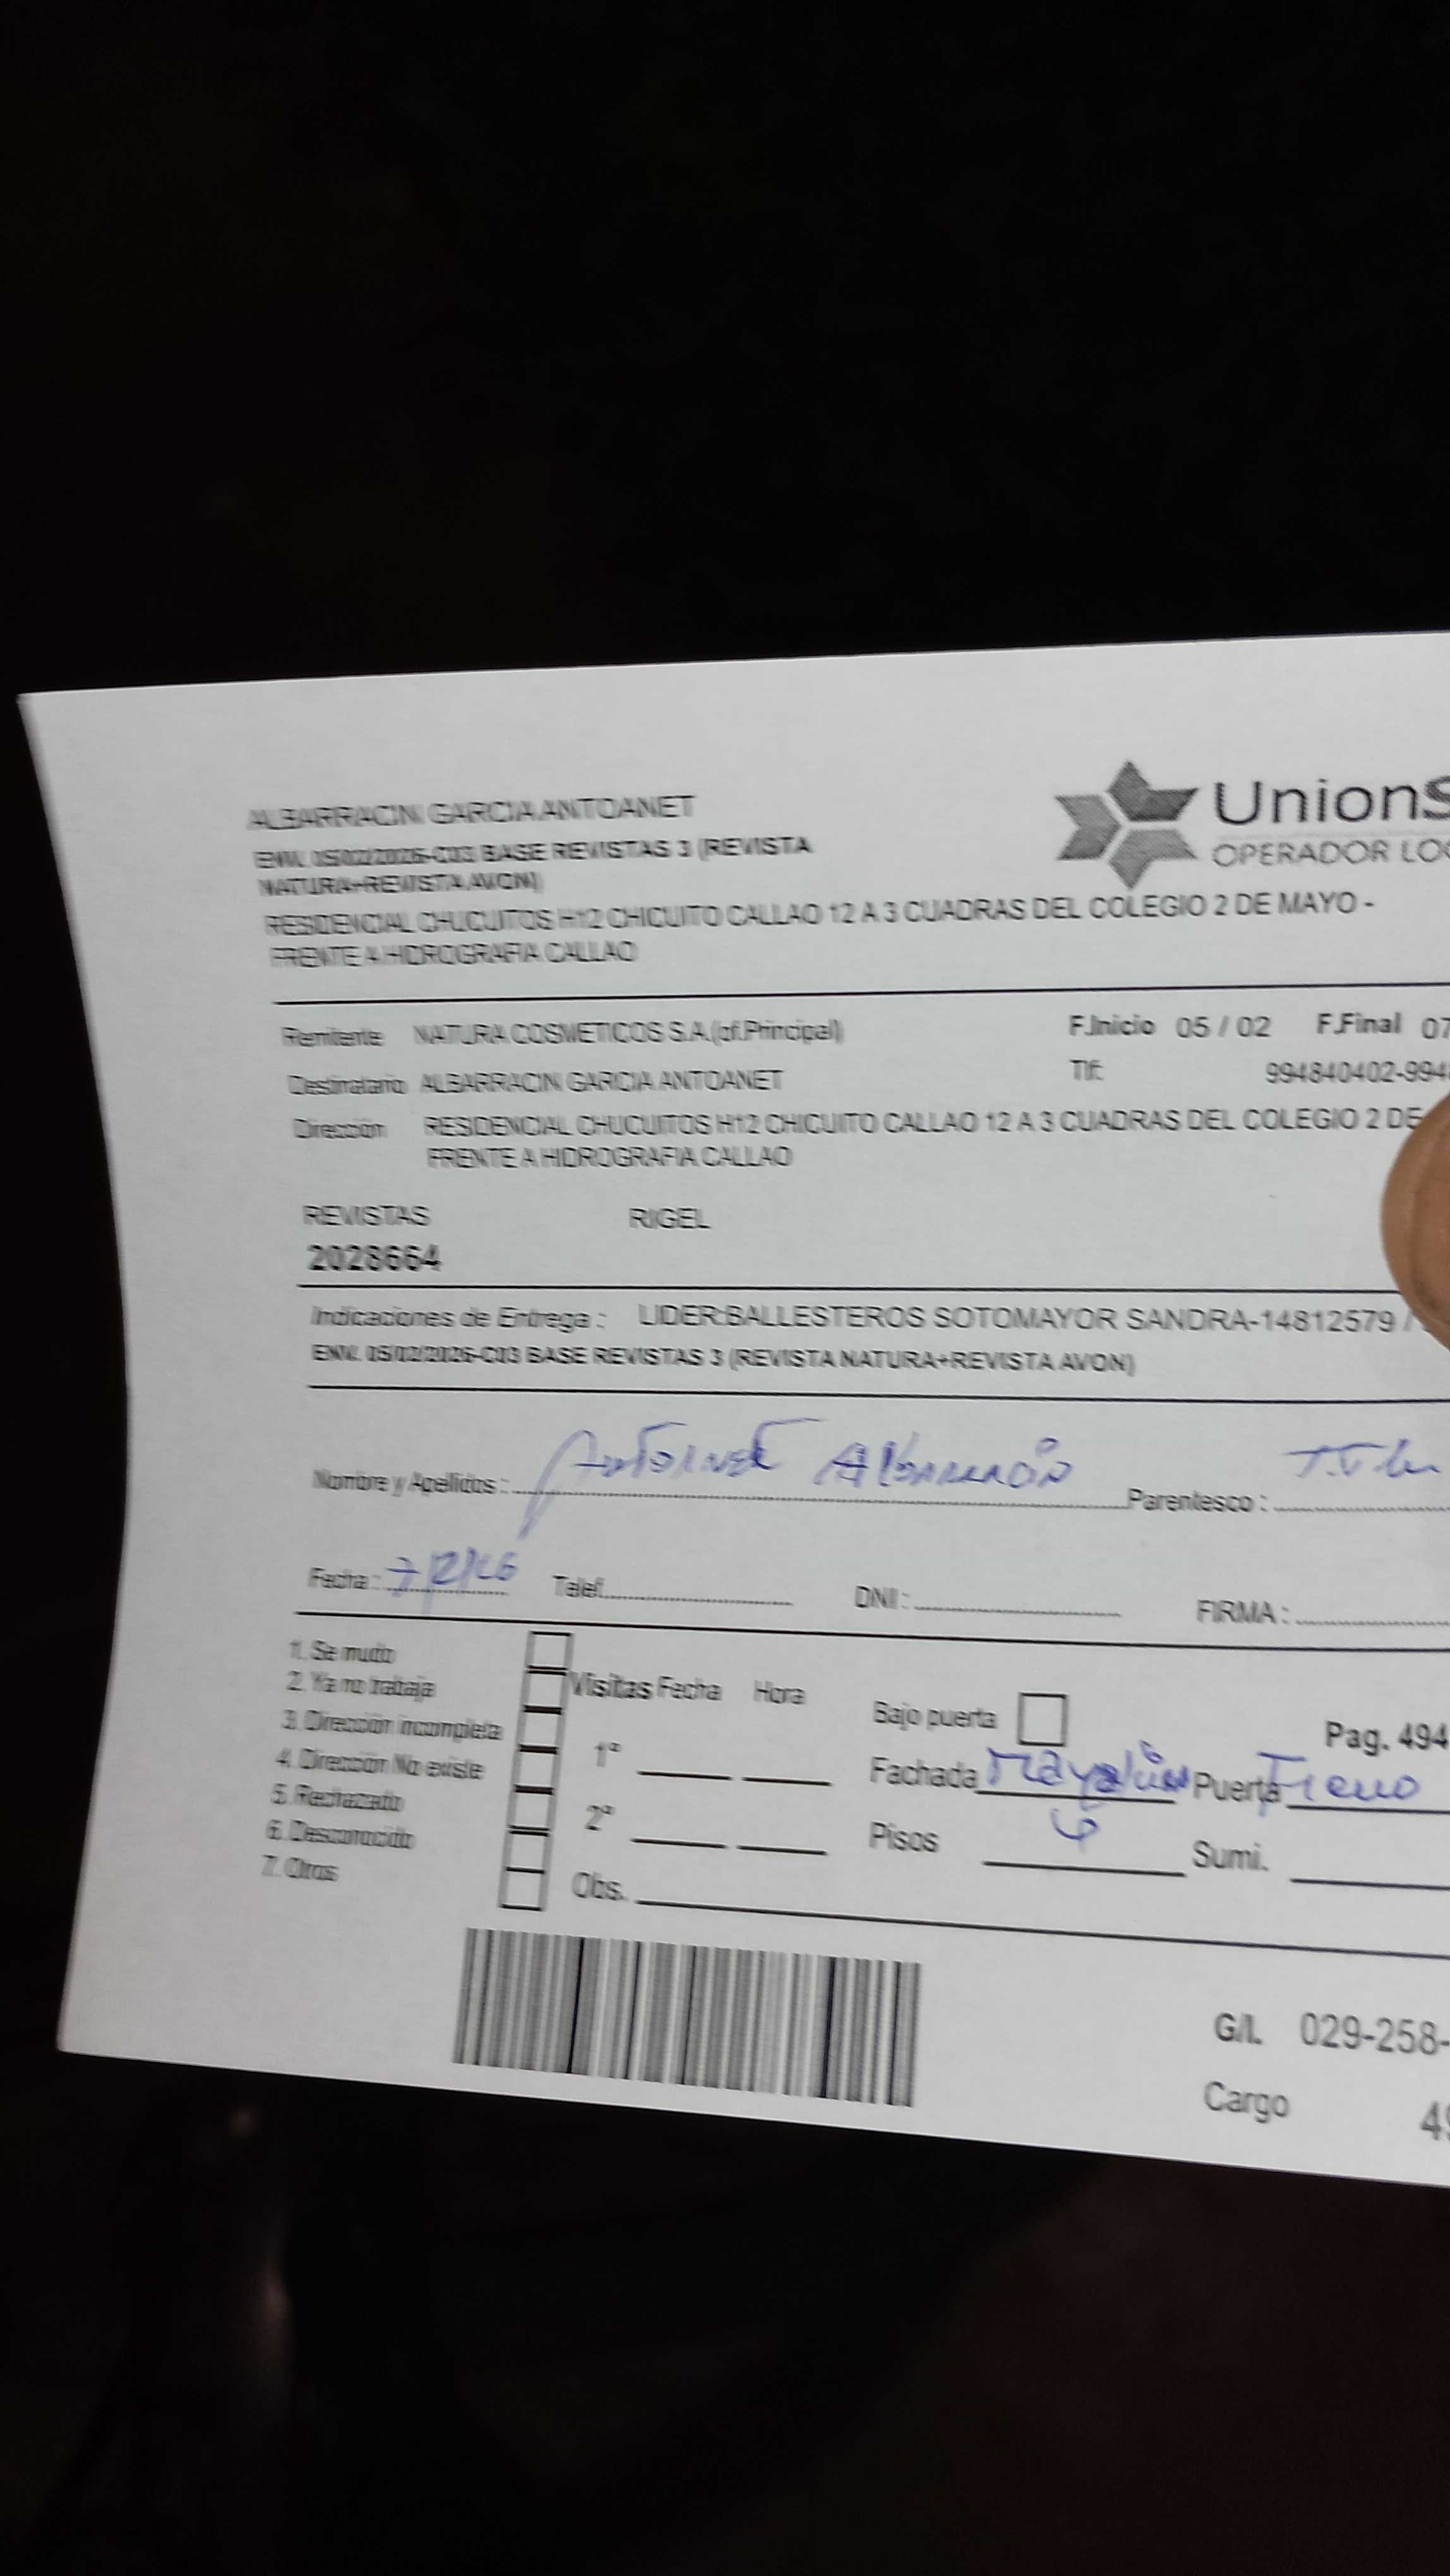 ALBARRACIN GARCIA ANTOANET
UnionS
OPERADOR LOG
ENV. 05/02/2026-C03 BASE REVISTAS 3 (REVISTA
NATURA+REVISTA AVON)
RESIDENCIAL CHUCUITOS H12 CHICUITO CALLAO 12 A 3 CUADRAS DEL COLEGIO 2 DE MAYO -
FRENTE A HIDROGRAFIA CALLAO
Remitente NATURA COSMETICOS S.A.(of.Principal) F.Inicio 05 / 02 F.Final 07
Destinatario ALBARRACIN GARCIA ANTOANET Tlf: 994840402-994
Dirección RESIDENCIAL CHUCUITOS H12 CHICUITO CALLAO 12 A 3 CUADRAS DEL COLEGIO 2 DE
FRENTE A HIDROGRAFIA CALLAO
REVISTAS RIGEL
2028664
Indicaciones de Entrega : LIDER:BALLESTEROS SOTOMAYOR SANDRA-14812579 /
ENV. 05/02/2026-C03 BASE REVISTAS 3 (REVISTA NATURA+REVISTA AVON)
Nombre y Apellidos : Antoanet Albarracín Parentesco :
Fecha : 7/2/26 Telef. DNI : FIRMA :
1. Se mudo
2. Ya no trabaja
3. Dirección incompleta
4. Dirección No existe
5. Rechazado
6. Desconocido
7. Otros
Visitas Fecha Hora
1ª
2ª
Obs.
Bajo puerta
Fachada Puerta Fierro
Pisos Sumi.
Pag. 494
G/I. 029-258-
Cargo 49